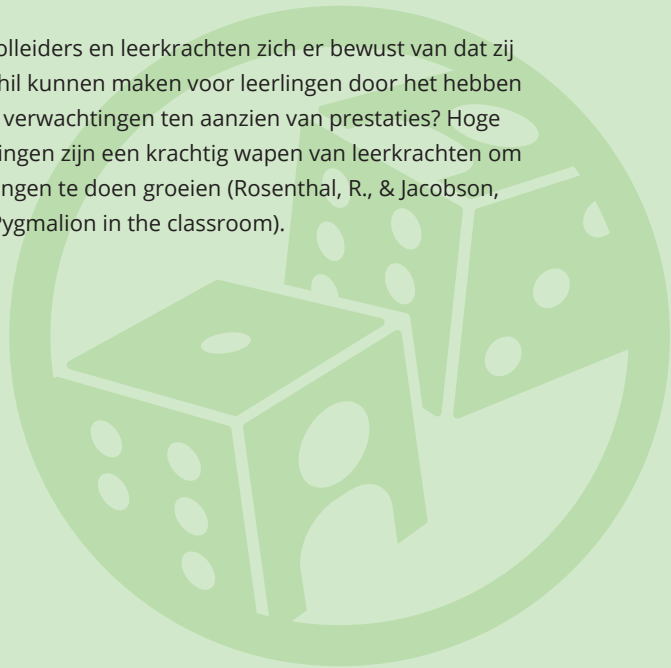 olleiders en leerkrachten zich er bewust van dat zij
hil kunnen maken voor leerlingen door het hebben
verwachtingen ten aanzien van prestaties? Hoge
ingen zijn een krachtig wapen van leerkrachten om
ngen te doen groeien (Rosenthal, R., & Jacobson,
Pygmalion in the classroom).